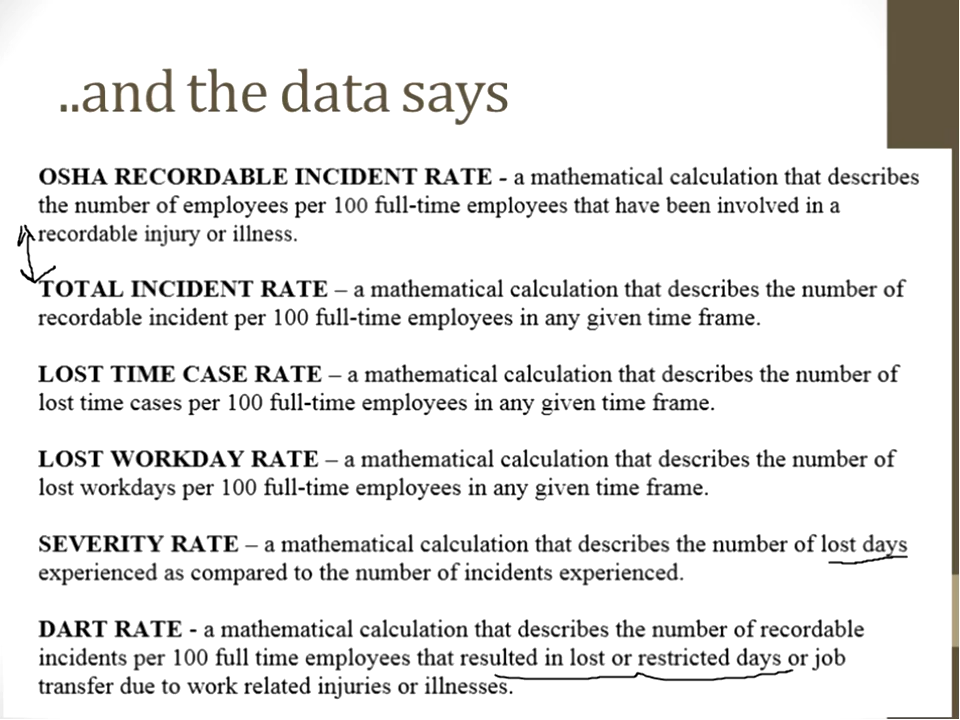 ..and the data says
OSHA RECORDABLE INCIDENT RATE - a mathematical calculation that describes
the number of employees per 100 full-time employees that have been involved in a
recordable injury or illness.
TOTAL INCIDENT RATE – a mathematical calculation that describes the number of
recordable incident per 100 full-time employees in any given time frame.
LOST TIME CASE RATE – a mathematical calculation that describes the number of
lost time cases per 100 full-time employees in any given time frame.
LOST WORKDAY RATE – a mathematical calculation that describes the number of
lost workdays per 100 full-time employees in any given time frame.
SEVERITY RATE – a mathematical calculation that describes the number of lost days
experienced as compared to the number of incidents experienced.
DART RATE - a mathematical calculation that describes the number of recordable
incidents per 100 full time employees that resulted in lost or restricted days or job
transfer due to work related injuries or illnesses.